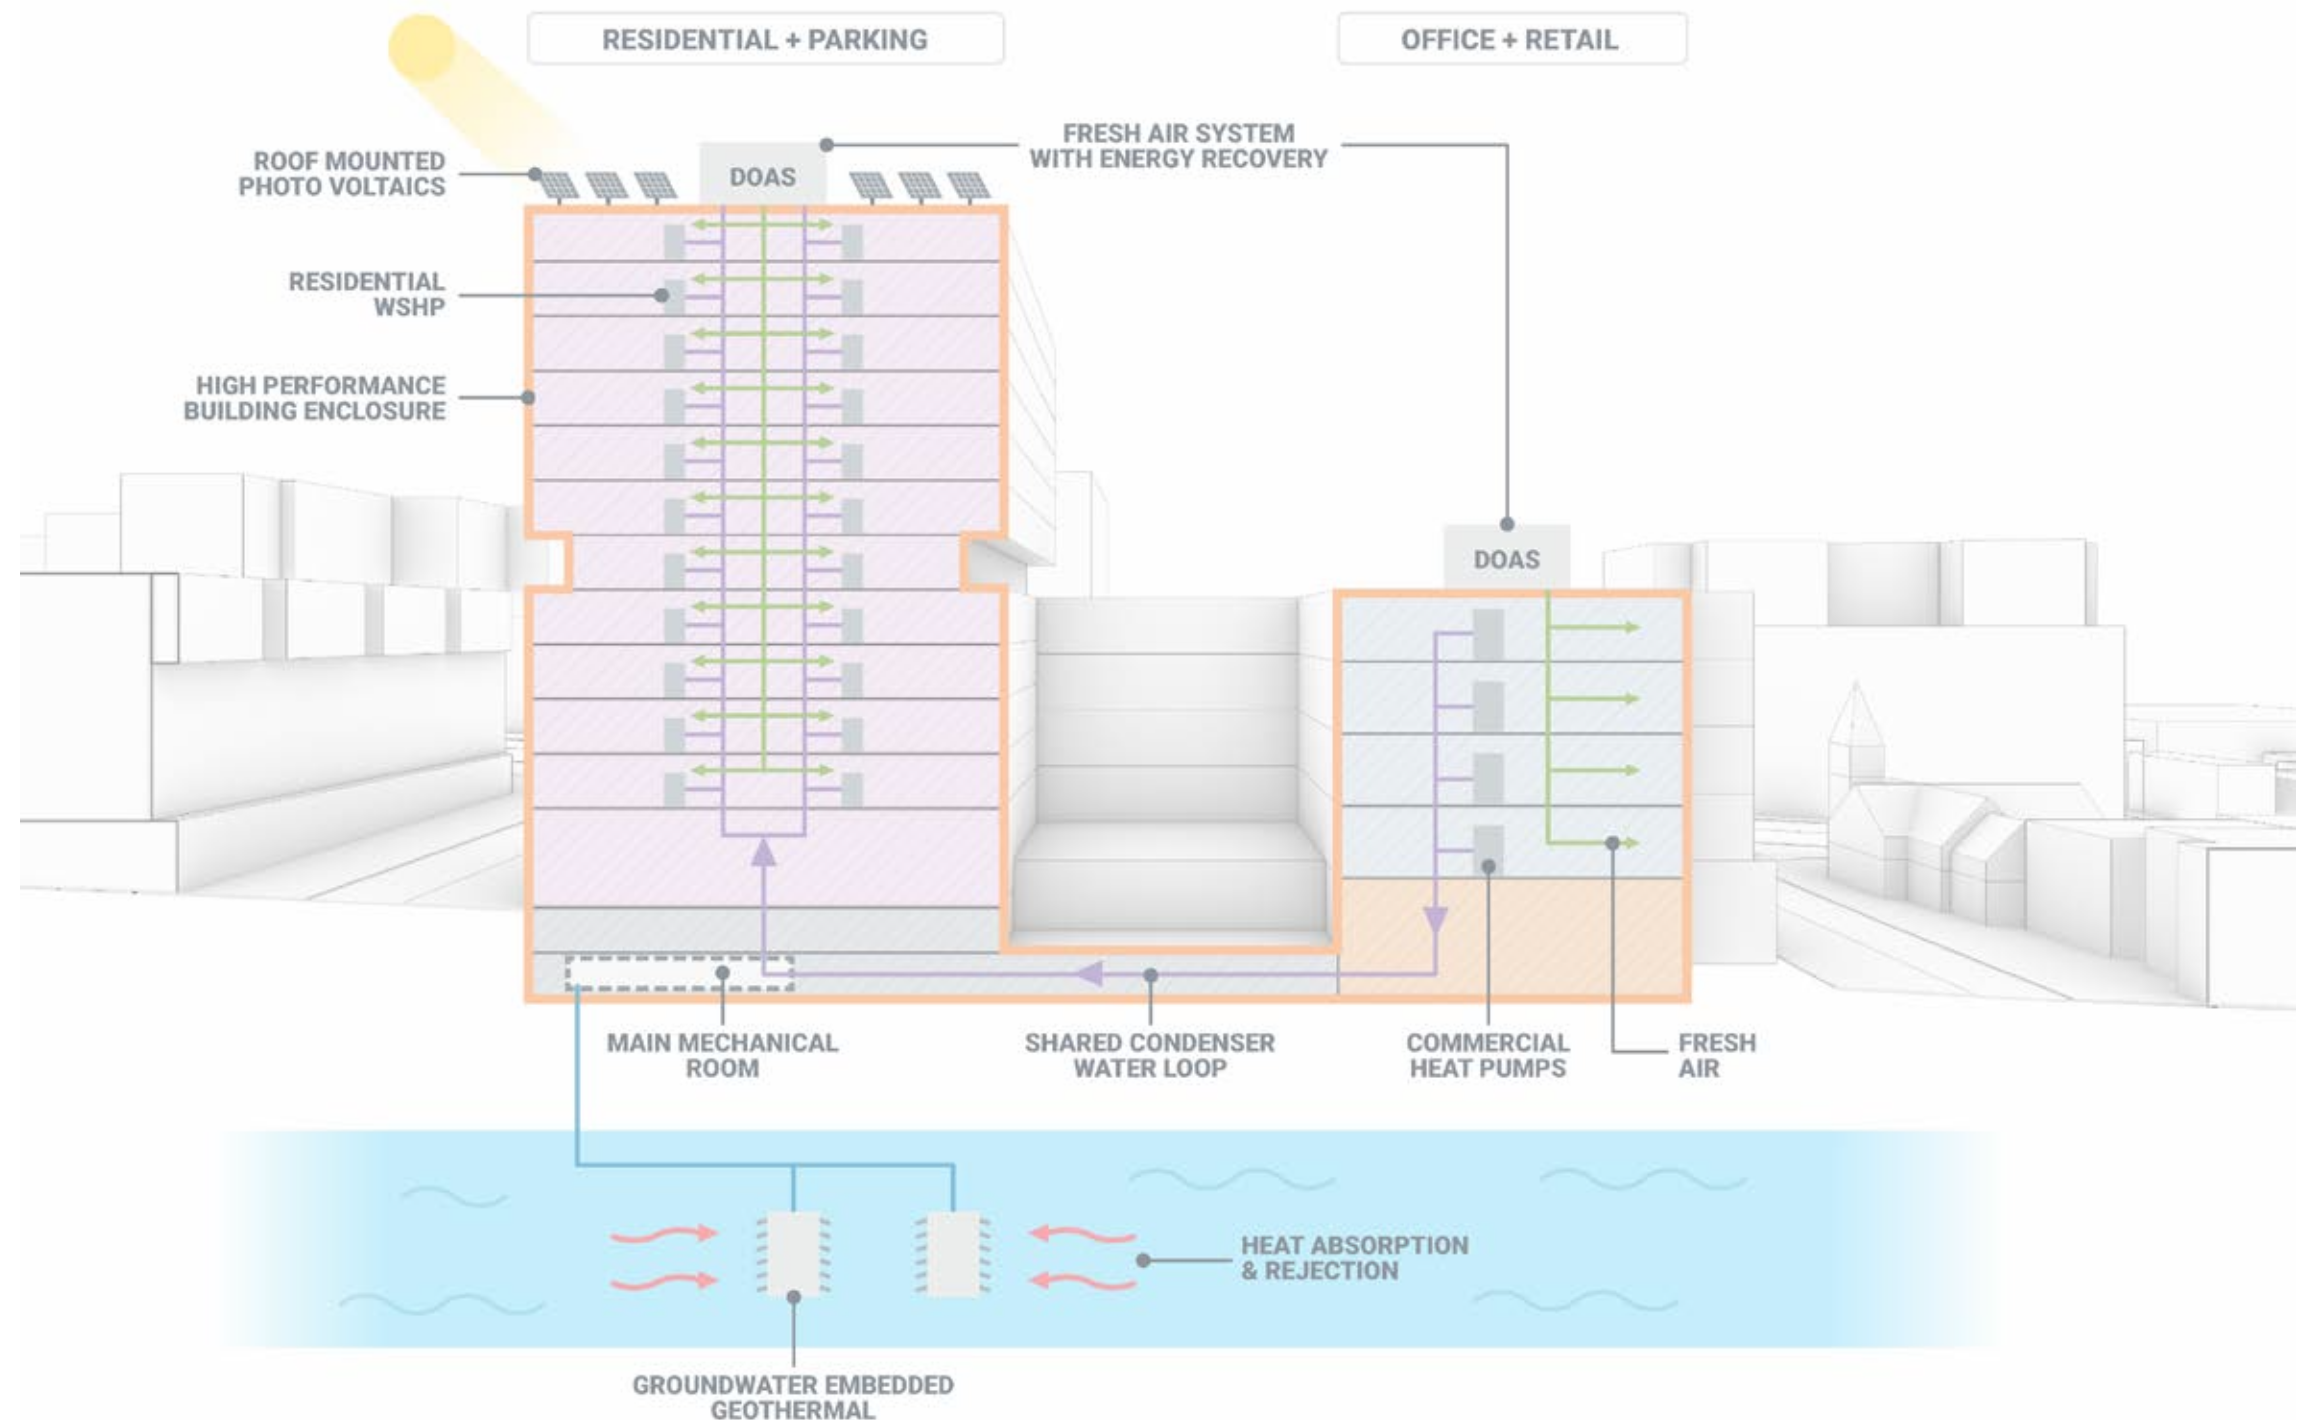 RESIDENTIAL + PARKING
OFFICE + RETAIL
FRESH AIR SYSTEM
WITH ENERGY RECOVERY
ROOF MOUNTED
PHOTO VOLTAICS
DOAS
RESIDENTIAL
WSHP
HIGH PERFORMANCE
BUILDING ENCLOSURE
DOAS
MAIN MECHANICAL
ROOM
SHARED CONDENSER
WATER LOOP
COMMERCIAL
HEAT PUMPS
FRESH
AIR
HEAT ABSORPTION
& REJECTION
GROUNDWATER EMBEDDED
GEOTHERMAL